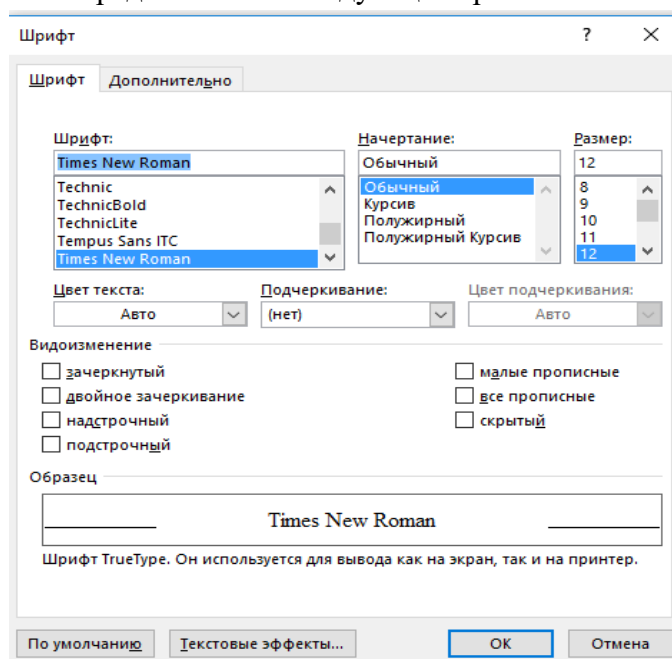 Шрифт ?
Шрифт Дополнительно
Шрифт: Начертание: Размер:
Times New Roman Обычный 12
Technic Обычный 8
TechnicBold Курсив 9
TechnicLite Полужирный 10
Tempus Sans ITC Полужирный Курсив 11
Times New Roman 12
Цвет текста: Подчеркивание: Цвет подчеркивания:
Авто (нет) Авто
Видоизменение
зачеркнутый малые прописные
двойное зачеркивание все прописные
надстрочный скрытый
подстрочный
Образец
Times New Roman
Шрифт TrueType. Он используется для вывода как на экран, так и на принтер.
По умолчанию Текстовые эффекты... ОК Отмена